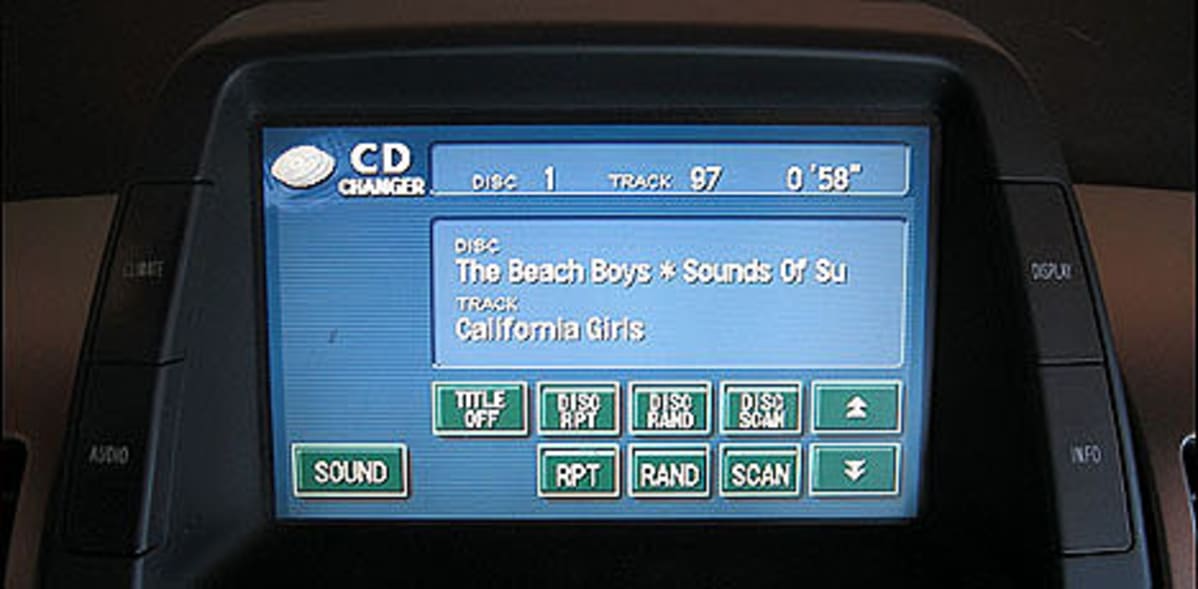 CD
CHANGER
DISC 1 TRACK 97 0'58"
DISC
The Beach Boys * Sounds Of Su
TRACK
California Girls
TITLE OFF
DISC RPT
DISC RAND
DISC SCAN
SOUND
RPT
RAND
SCAN
CLIMATE
AUDIO
DISPLAY
INFO